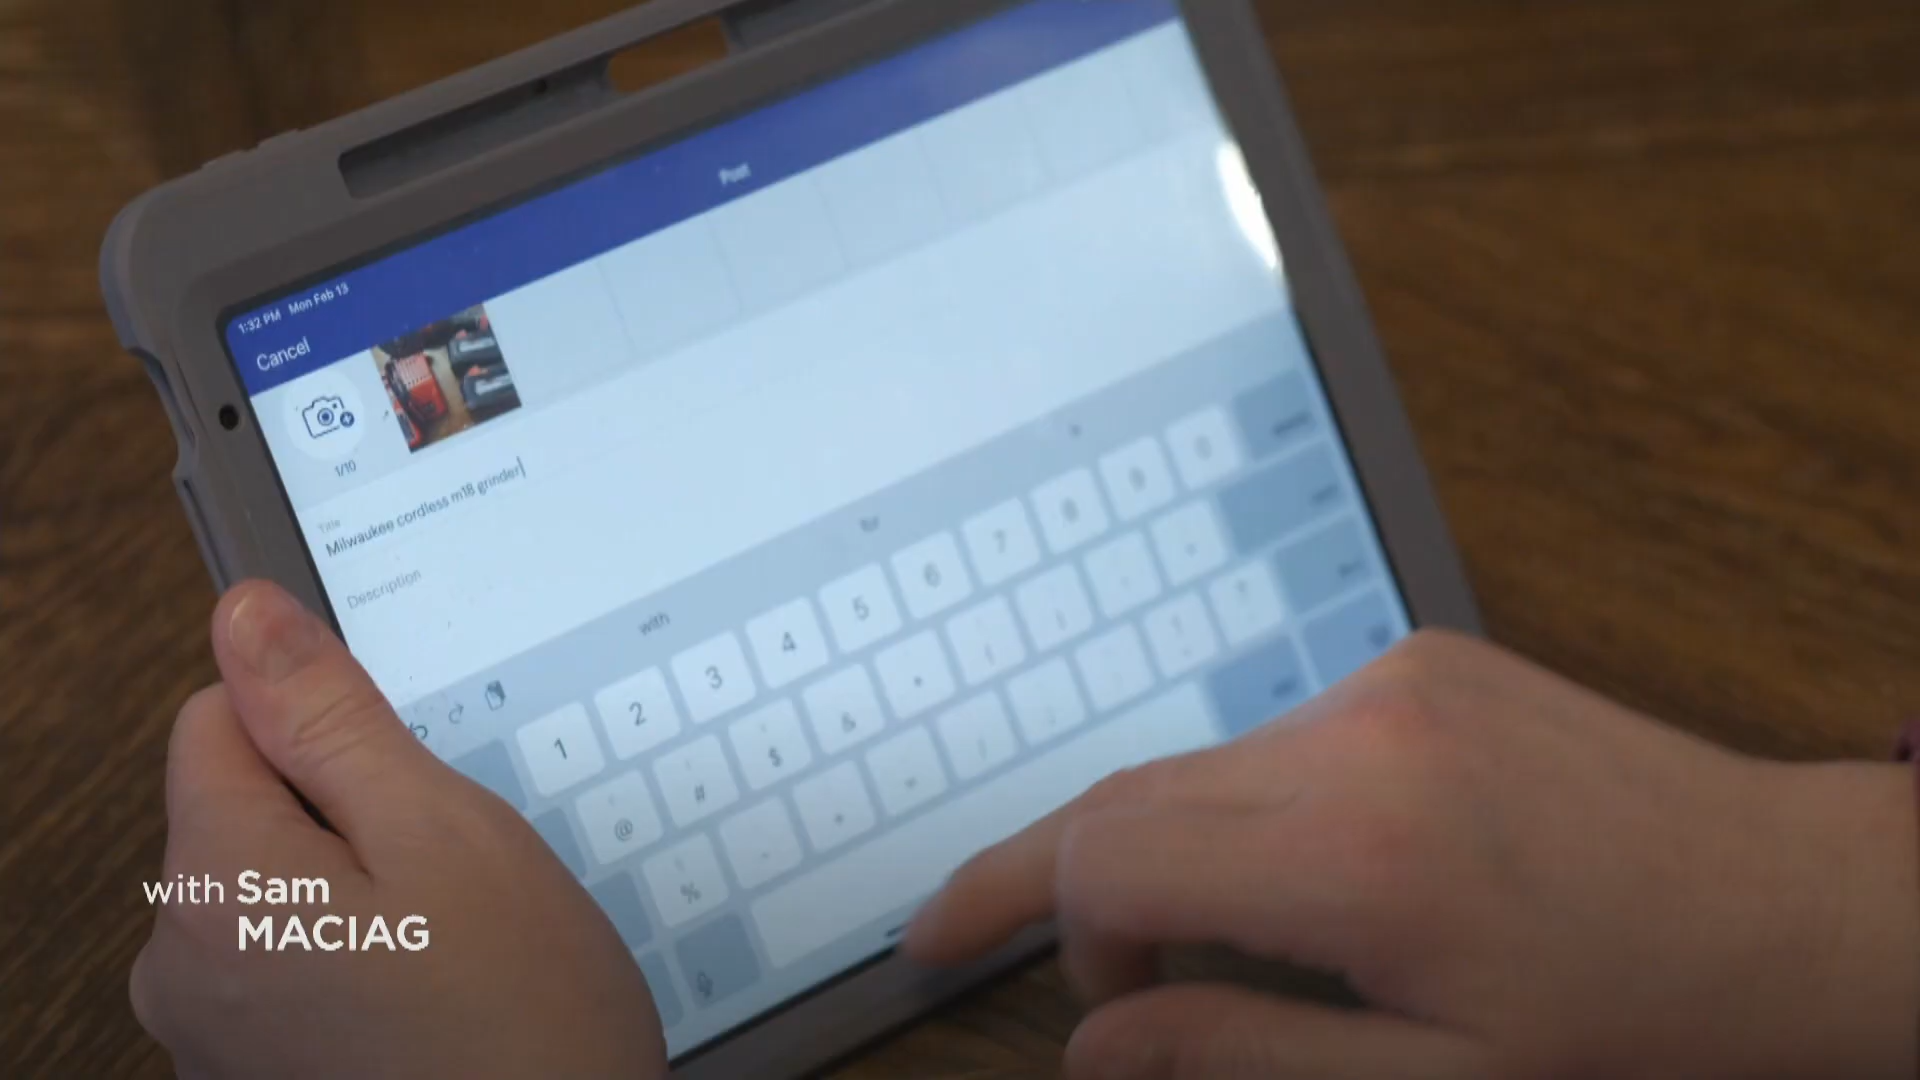 1:32 PM Mon Feb 13
Cancel
Post
1/10
Title
Milwaukee cordless m18 grinder
Description
with
for
1 2 3 4 5 6 7 8 9 0
@ # $ &
% - + =
with Sam
MACIAG